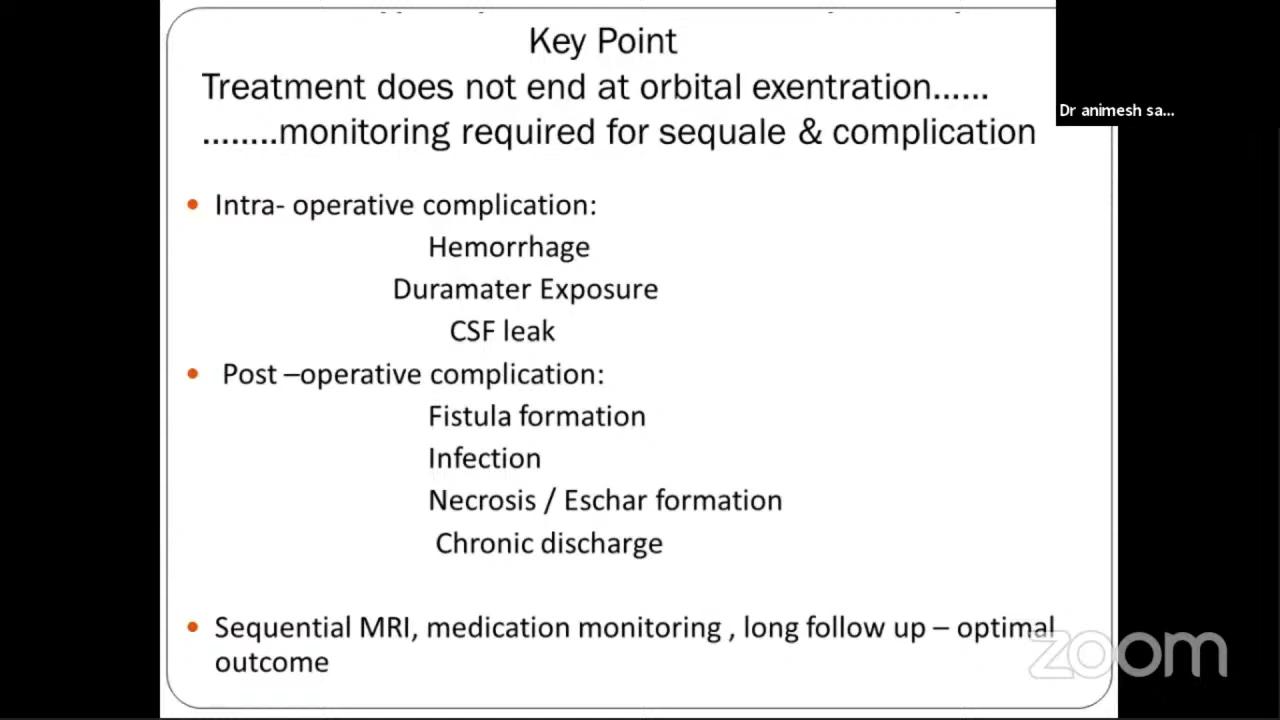 Key Point
Treatment does not end at orbital exentration......
........monitoring required for sequale & complication
Dr animesh sa...
• Intra- operative complication:
Hemorrhage
Duramater Exposure
CSF leak
• Post –operative complication:
Fistula formation
Infection
Necrosis / Eschar formation
Chronic discharge
• Sequential MRI, medication monitoring , long follow up – optimal
outcome
zoom